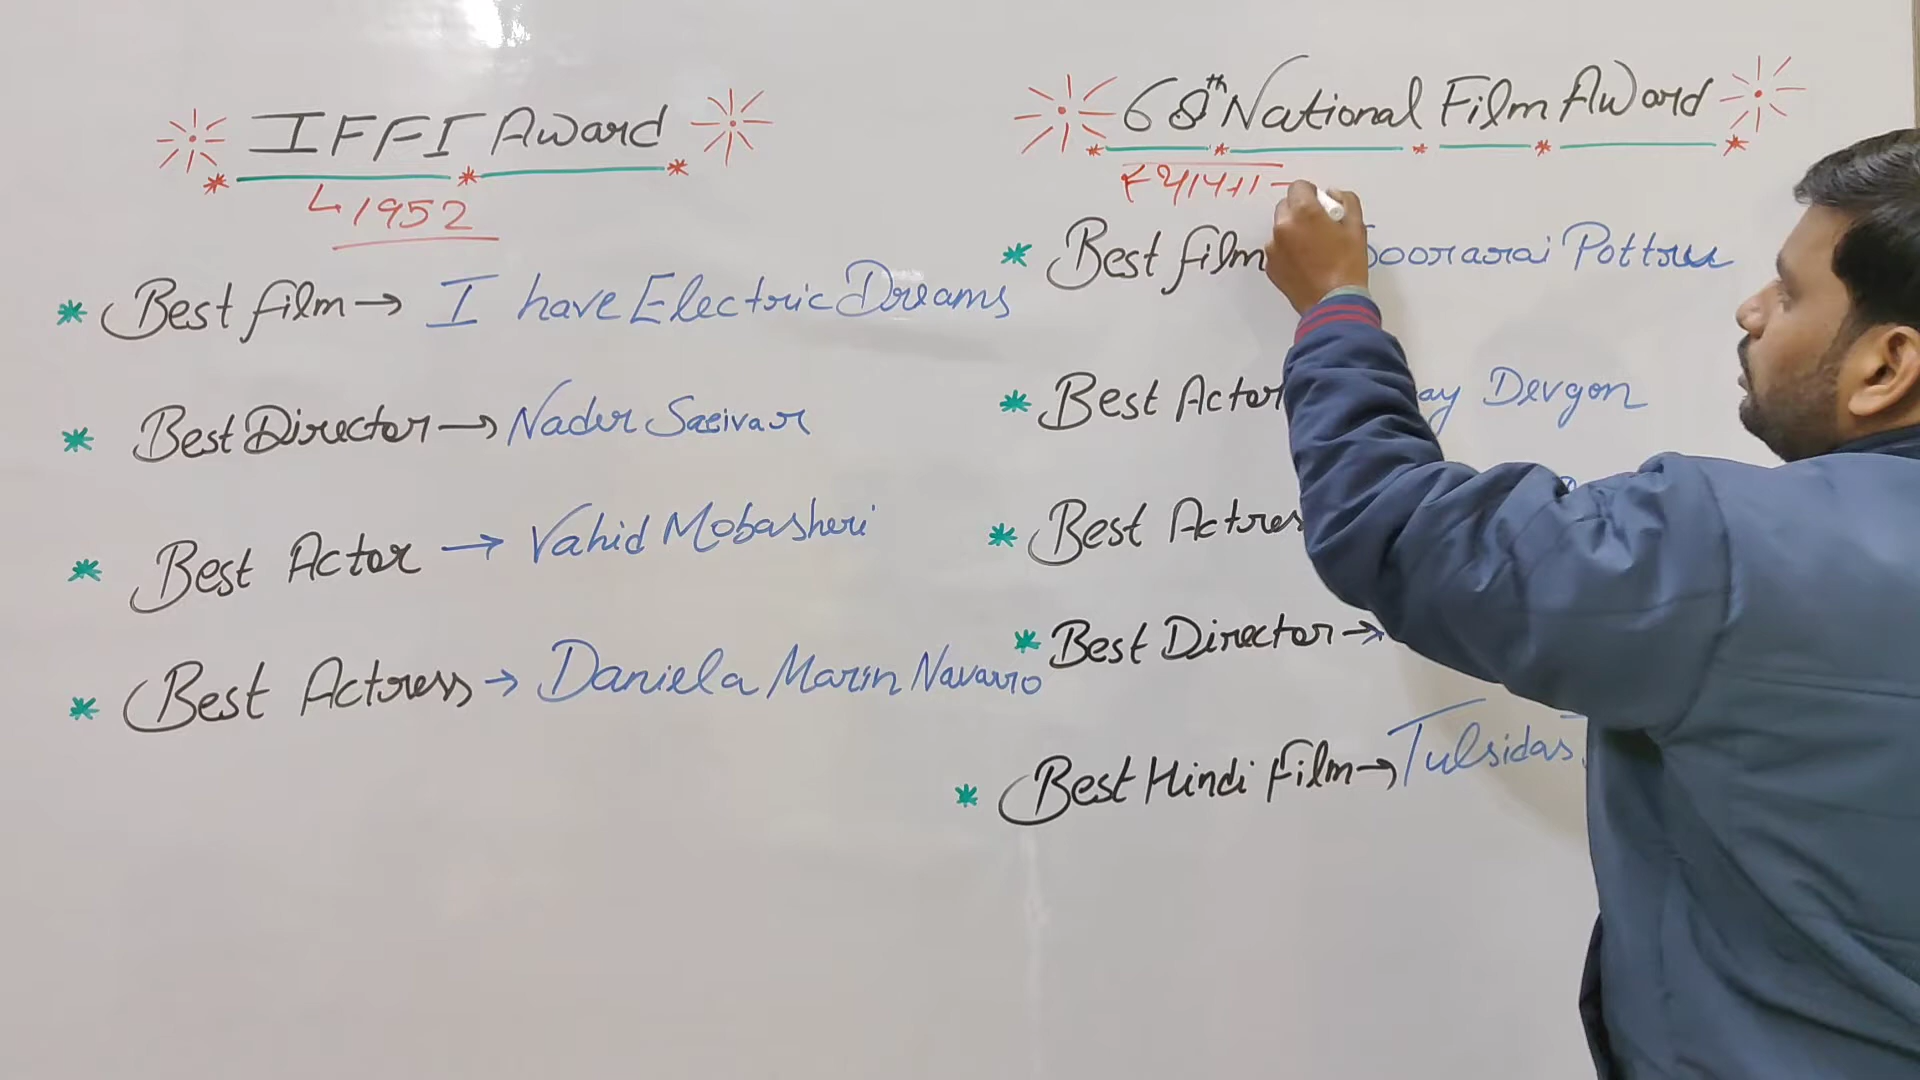 IFFI Award
↳ 1952
* Best film → I have Electric Dreams
* Best Director → Nader Saeivar
* Best Actor → Vahid Mobasheri
* Best Actress → Daniela Marin Navarro
68th National Film Award
स्थापना -
* Best film Soorarai Pottru
* Best Actor Devgon
* Best Actres
* Best Director →
* Best Hindi Film → Tulsidas